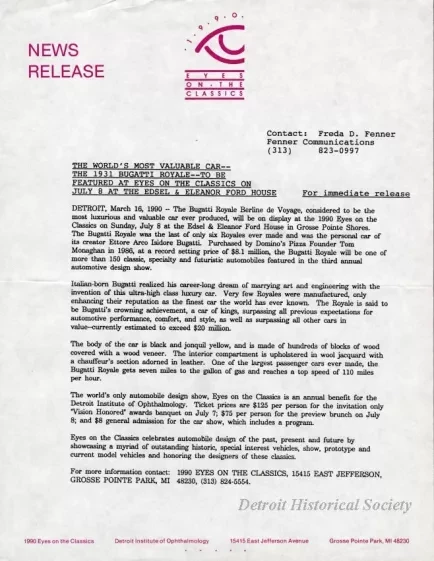 NEWS
RELEASE
1990
EYES
ON·THE
CLASSICS
Contact: Freda D. Fenner
Fenner Communications
(313) 823-0997
THE WORLD'S MOST VALUABLE CAR--
THE 1931 BUGATTI ROYALE--TO BE
FEATURED AT EYES ON THE CLASSICS ON
JULY 8 AT THE EDSEL & ELEANOR FORD HOUSE For immediate release
DETROIT, March 16, 1990 – The Bugatti Royale Berline de Voyage, considered to be the
most luxurious and valuable car ever produced, will be on display at the 1990 Eyes on the
Classics on Sunday, July 8 at the Edsel & Eleanor Ford House in Grosse Pointe Shores.
The Bugatti Royale was the last of only six Royales ever made and was the personal car of
its creator Ettore Arco Isidore Bugatti. Purchased by Domino's Pizza Founder Tom
Monaghan in 1986, at a record setting price of $8.1 million, the Bugatti Royale will be one of
more than 150 classic, specialty and futuristic automobiles featured in the third annual
automotive design show.
Italian-born Bugatti realized his career-long dream of marrying art and engineering with the
invention of this ultra-high class luxury car. Very few Royales were manufactured, only
enhancing their reputation as the finest car the world has ever known. The Royale is said to
be Bugatti's crowning achievement, a car of kings, surpassing all previous expectations for
automotive performance, comfort, and style, as well as surpassing all other cars in
value--currently estimated to exceed $20 million.
The body of the car is black and jonquil yellow, and is made of hundreds of blocks of wood
covered with a wood veneer. The interior compartment is upholstered in wool jacquard with
a chauffeur's section adorned in leather. One of the largest passenger cars ever made, the
Bugatti Royale gets seven miles to the gallon of gas and reaches a top speed of 110 miles
per hour.
The world's only automobile design show, Eyes on the Classics is an annual benefit for the
Detroit Institute of Ophthalmology. Ticket prices are $125 per person for the invitation only
"Vision Honored" awards banquet on July 7; $75 per person for the preview brunch on July
8; and $8 general admission for the car show, which includes a program.
Eyes on the Classics celebrates automobile design of the past, present and future by
showcasing a myriad of outstanding historic, special interest vehicles, show, prototype and
current model vehicles and honoring the designers of these classics.
For more information contact: 1990 EYES ON THE CLASSICS, 15415 EAST JEFFERSON,
GROSSE POINTE PARK, MI 48230, (313) 824-5554.
Detroit Historical Society
1990 Eyes on the Classics Detroit Institute of Ophthalmology 15415 East Jefferson Avenue Grosse Pointe Park, MI 48230